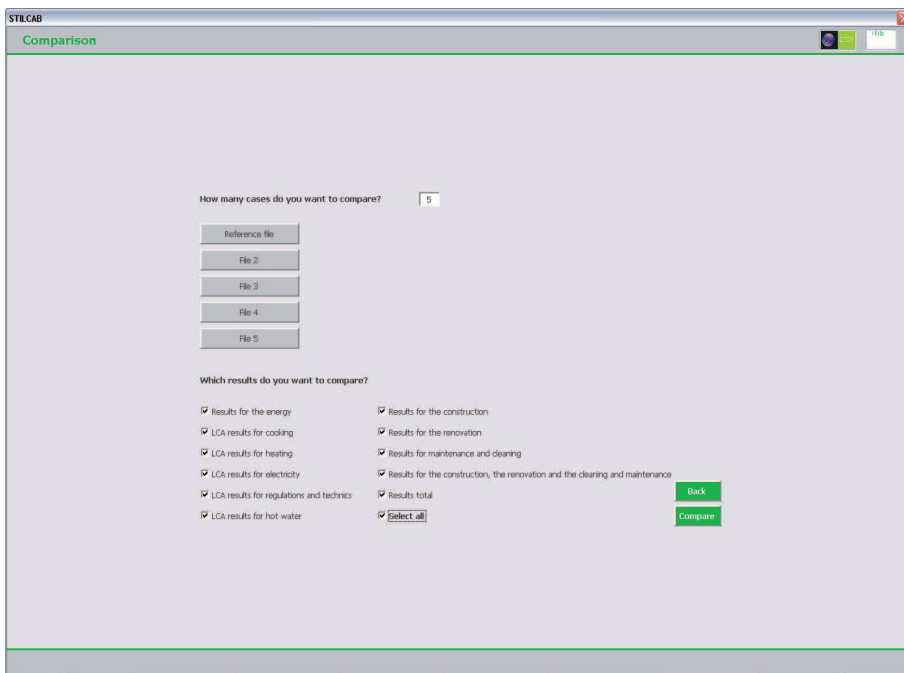 STILCAB
Comparison
ifib
How many cases do you want to compare? 5
Reference file
File 2
File 3
File 4
File 5
Which results do you want to compare?
Results for the energy
LCA results for cooking
LCA results for heating
LCA results for electricity
LCA results for regulations and technics
LCA results for hot water
Results for the construction
Results for the renovation
Results for maintenance and cleaning
Results for the construction, the renovation and the cleaning and maintenance
Results total
Select all
Back
Compare